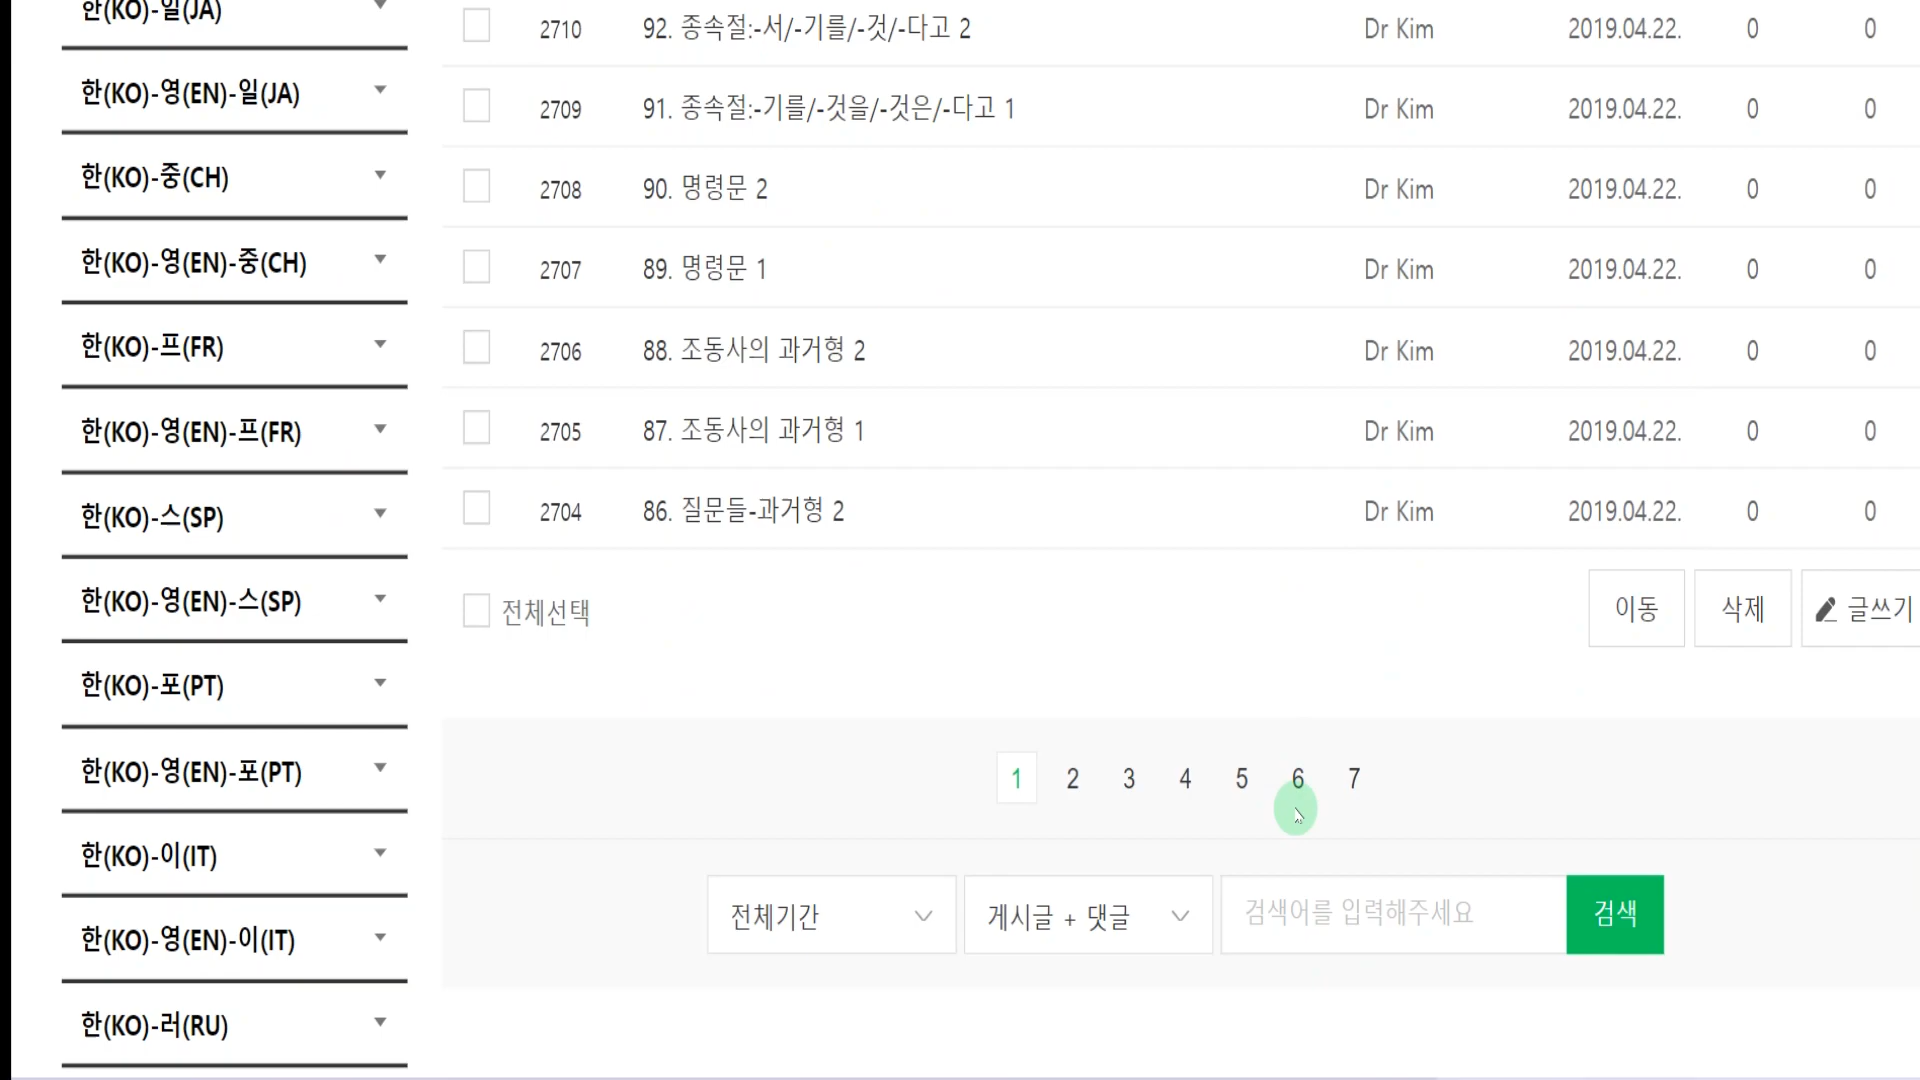 한(KO)-일(JA)
한(KO)-영(EN)-일(JA)
한(KO)-중(CH)
한(KO)-영(EN)-중(CH)
한(KO)-프(FR)
한(KO)-영(EN)-프(FR)
한(KO)-스(SP)
한(KO)-영(EN)-스(SP)
한(KO)-포(PT)
한(KO)-영(EN)-포(PT)
한(KO)-이(IT)
한(KO)-영(EN)-이(IT)
한(KO)-러(RU)
2710 92. 종속절:-서/-기를/-것/-다고 2 Dr Kim 2019.04.22. 0 0
2709 91. 종속절:-기를/-것을/-것은/-다고 1 Dr Kim 2019.04.22. 0 0
2708 90. 명령문 2 Dr Kim 2019.04.22. 0 0
2707 89. 명령문 1 Dr Kim 2019.04.22. 0 0
2706 88. 조동사의 과거형 2 Dr Kim 2019.04.22. 0 0
2705 87. 조동사의 과거형 1 Dr Kim 2019.04.22. 0 0
2704 86. 질문들-과거형 2 Dr Kim 2019.04.22. 0 0
전체선택 이동 삭제 글쓰기
1 2 3 4 5 6 7
전체기간 게시글 + 댓글 검색어를 입력해주세요 검색